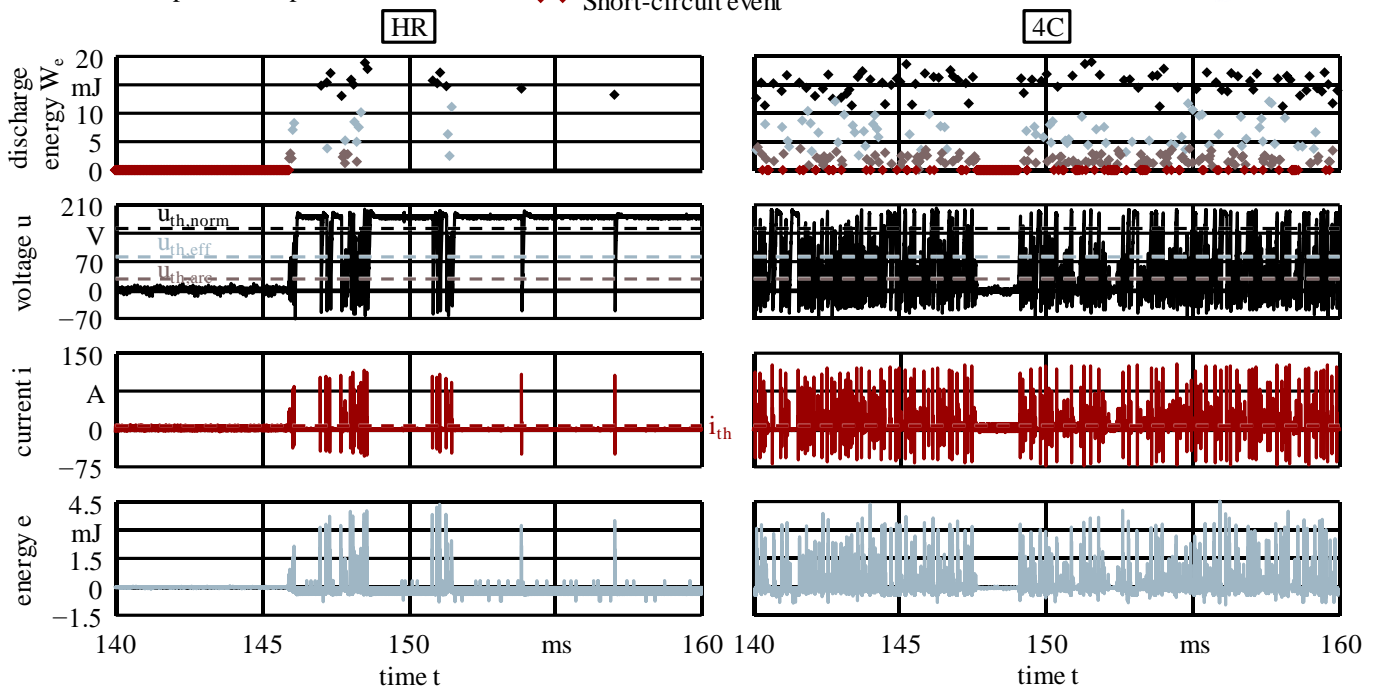 Short-circuit event
HR
4C
discharge
energy Wₑ
20
mJ
10
5
0
voltage u
210
V
70
0
−70
u_th,norm
u_th,eff
u_th,arc
current i
150
A
0
−75
i_th
energy e
4.5
mJ
1.5
0
−1.5
140
145
150
ms
160
140
145
150
ms
160
time t
time t